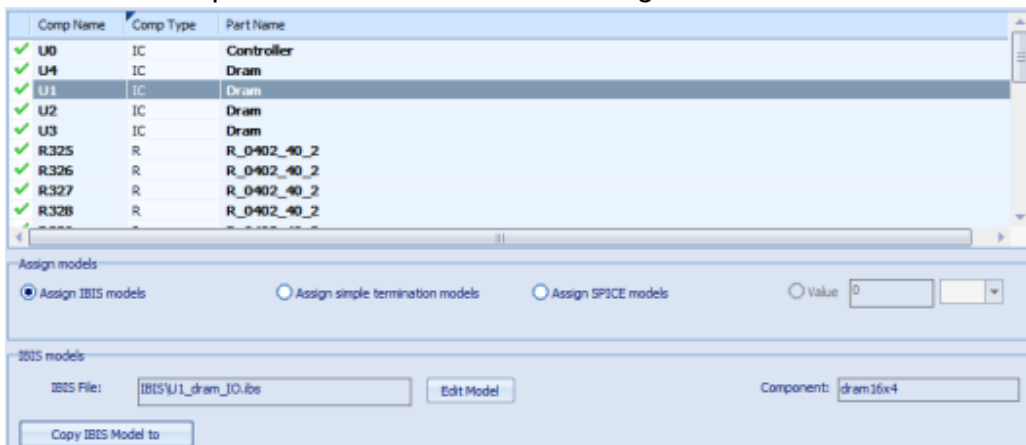 Comp Name Comp Type Part Name
U0 IC Controller
U4 IC Dram
U1 IC Dram
U2 IC Dram
U3 IC Dram
R325 R R_0402_40_2
R326 R R_0402_40_2
R327 R R_0402_40_2
R328 R R_0402_40_2
Assign models
Assign IBIS models Assign simple termination models Assign SPICE models Value 0
IBIS models
IBIS File: IBIS\U1_dram_IO.ibs Edit Model Component: dram16x4
Copy IBIS Model to